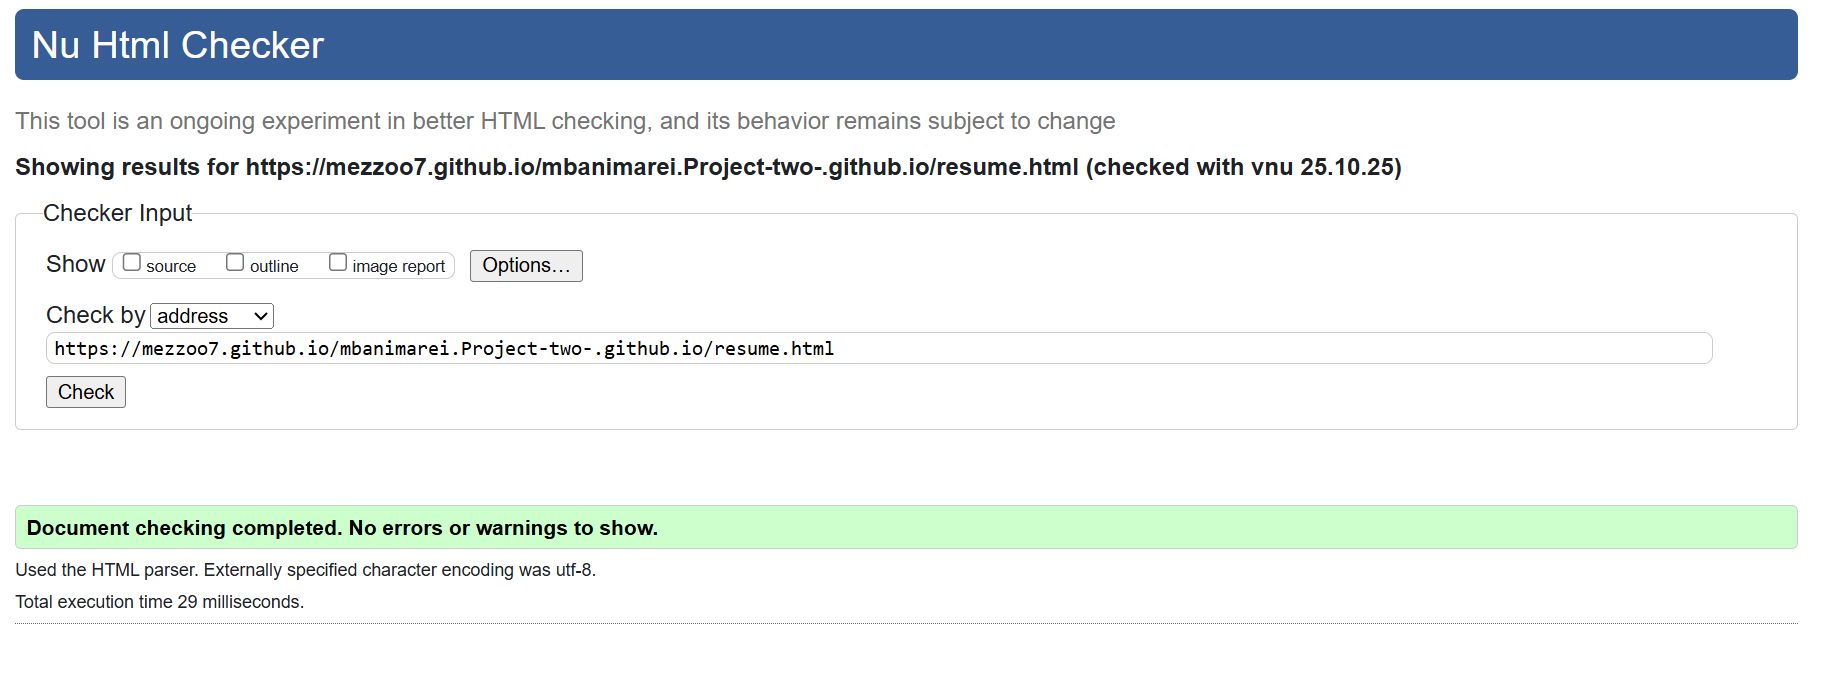 Nu Html Checker
This tool is an ongoing experiment in better HTML checking, and its behavior remains subject to change
Showing results for https://mezzoo7.github.io/mbanimarei.Project-two-.github.io/resume.html (checked with vnu 25.10.25)
Checker Input
Show source outline image report Options…
Check by address
https://mezzoo7.github.io/mbanimarei.Project-two-.github.io/resume.html
Check
Document checking completed. No errors or warnings to show.
Used the HTML parser. Externally specified character encoding was utf-8.
Total execution time 29 milliseconds.